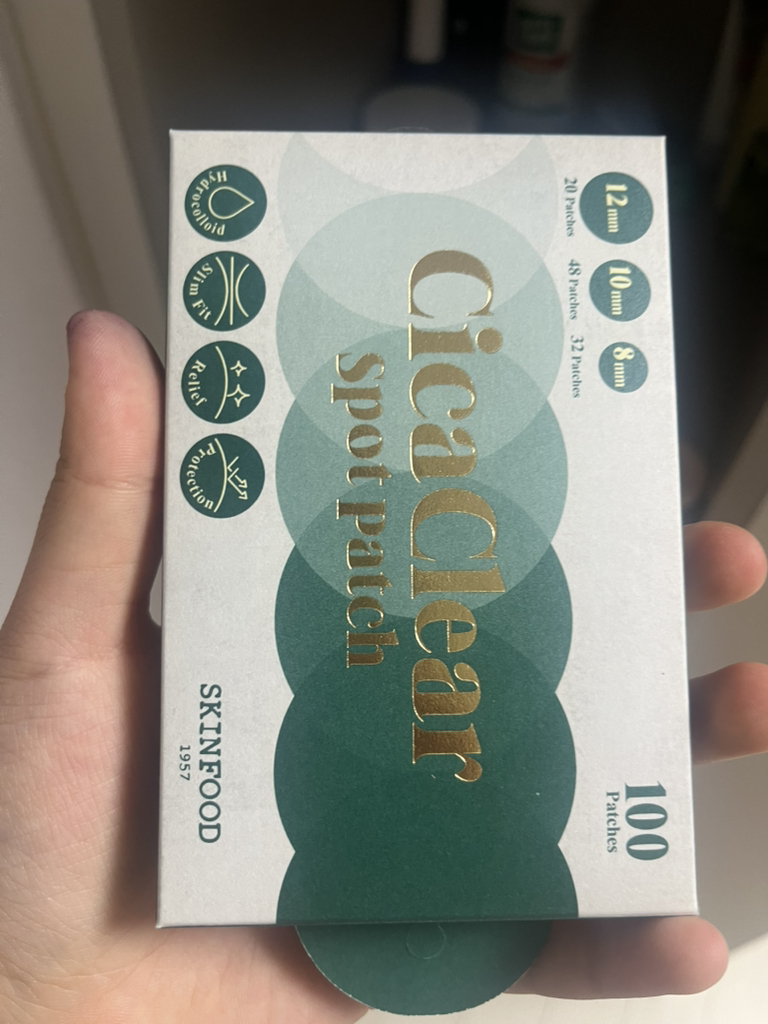 12mm
20 Patches
10mm
48 Patches
8mm
32 Patches
100
Patches
CicaClear
Spot patch
Hydrocolloid
Slim Fit
Relief
Protection
SKINFOOD
1957